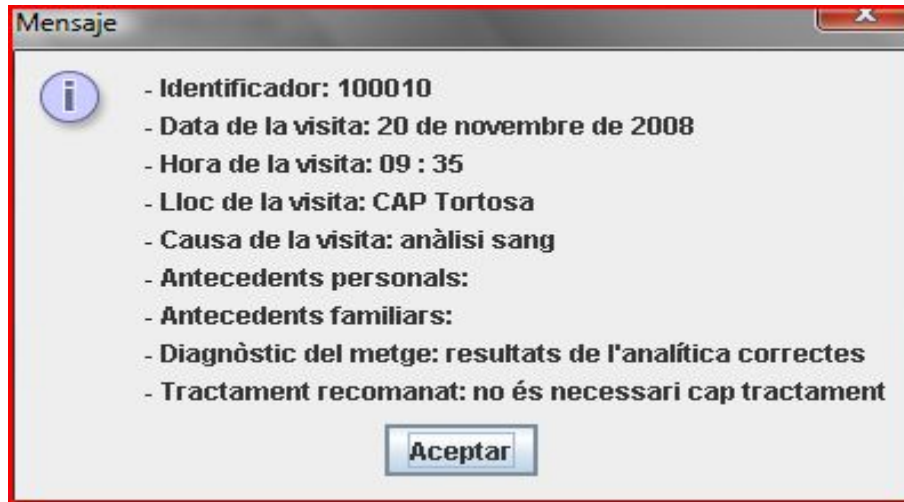 Mensaje
- Identificador: 100010
- Data de la visita: 20 de novembre de 2008
- Hora de la visita: 09 : 35
- Lloc de la visita: CAP Tortosa
- Causa de la visita: anàlisi sang
- Antecedents personals:
- Antecedents familiars:
- Diagnòstic del metge: resultats de l'analítica correctes
- Tractament recomanat: no és necessari cap tractament
Aceptar